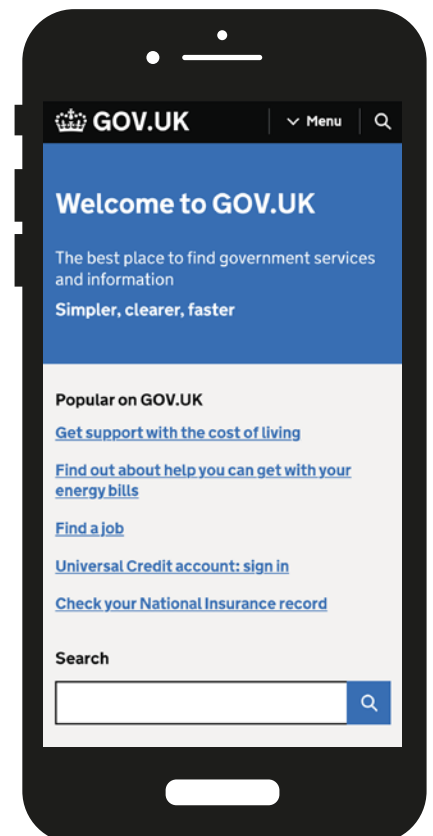 GOV.UK
Menu
Welcome to GOV.UK
The best place to find government services
and information
Simpler, clearer, faster
Popular on GOV.UK
Get support with the cost of living
Find out about help you can get with your
energy bills
Find a job
Universal Credit account: sign in
Check your National Insurance record
Search